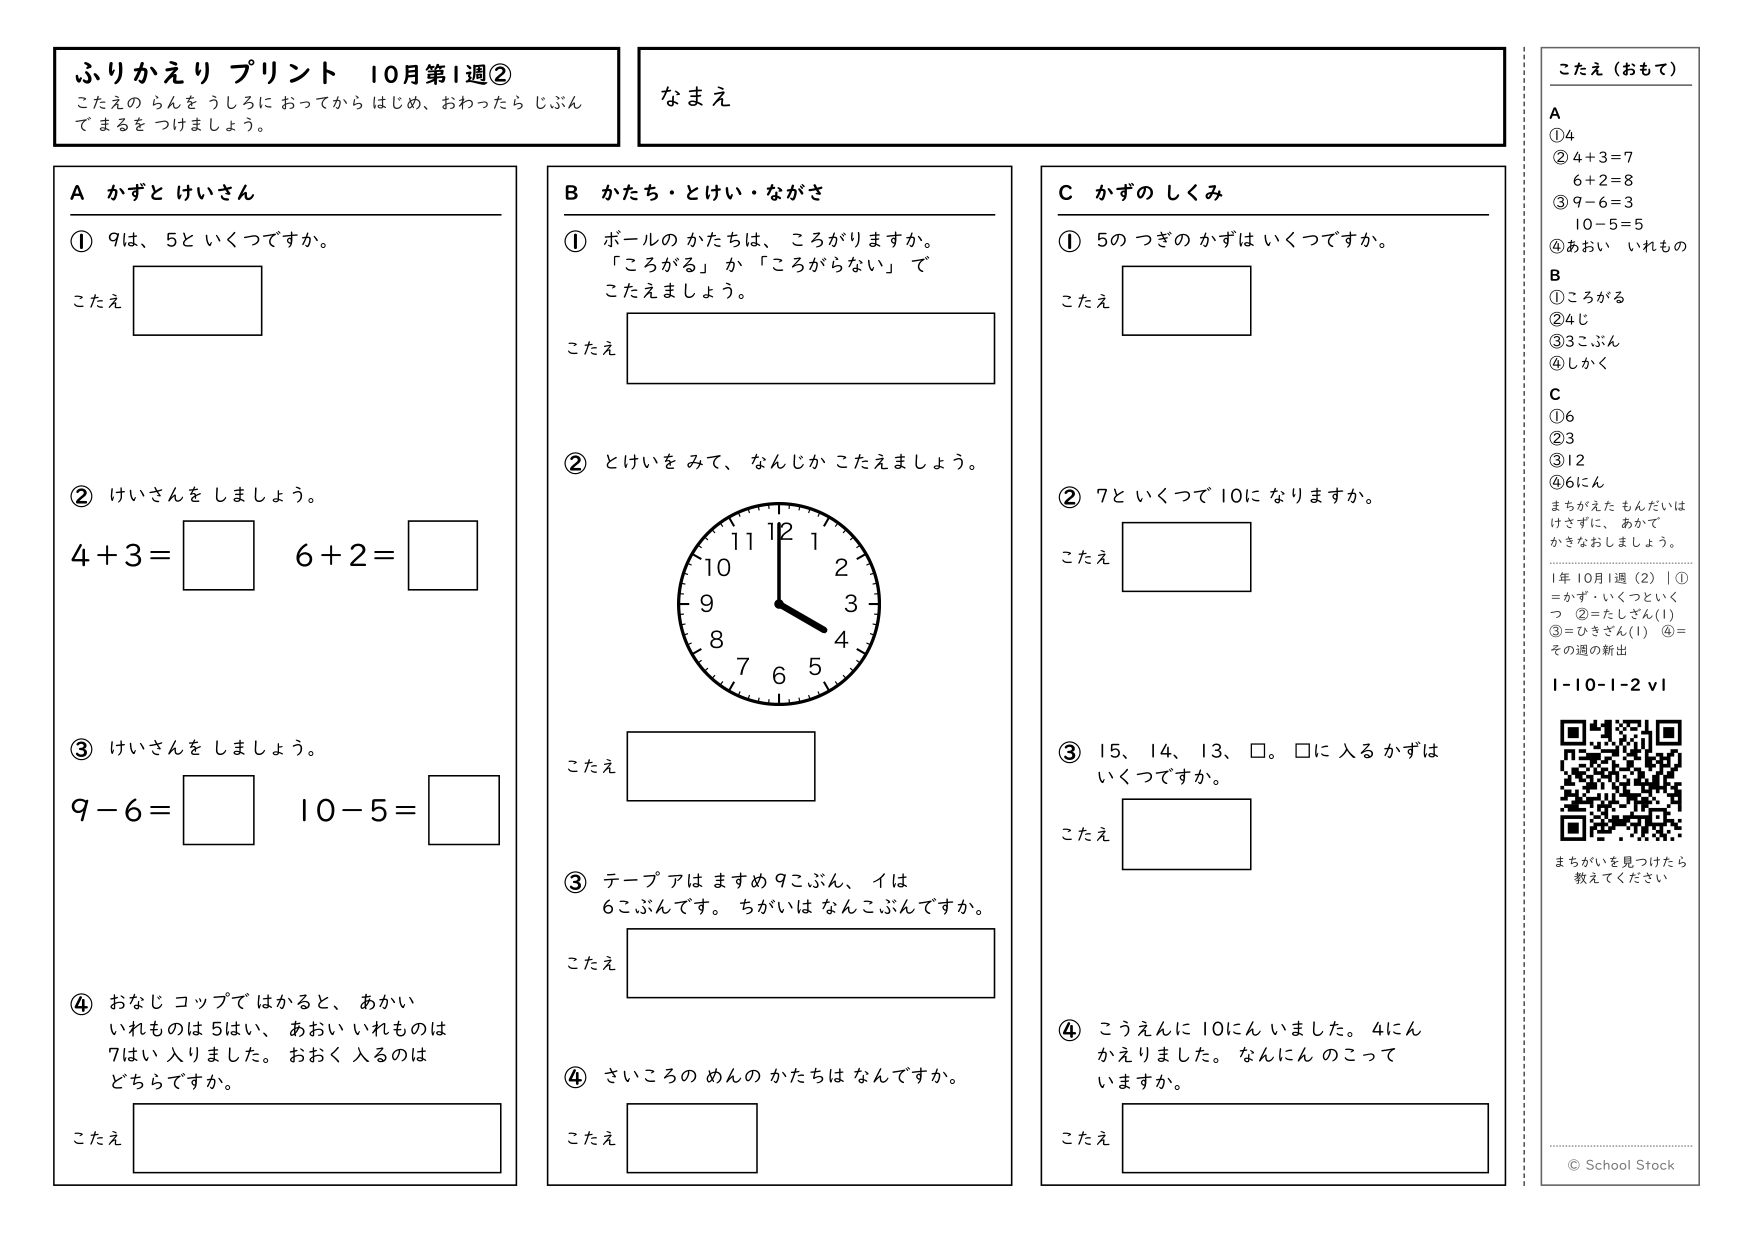 ふりかえり プリント　10月第1週②
こたえの らんを うしろに おってから はじめ、おわったら じぶん
で まるを つけましょう。
なまえ
A　かずと けいさん
① 9は、 5と いくつですか。
こたえ
② けいさんを しましょう。
4＋3＝　6＋2＝
③ けいさんを しましょう。
9－6＝　10－5＝
④ おなじ コップで はかると、 あかい
いれものは 5はい、 あおい いれものは
7はい 入りました。 おおく 入るのは
どちらですか。
こたえ
B　かたち・とけい・ながさ
① ボールの かたちは、 ころがりますか。
「ころがる」 か 「ころがらない」 で
こたえましょう。
こたえ
② とけいを みて、 なんじか こたえましょう。
12
11 1
10 2
9 3
8 4
7 5
6
こたえ
③ テープ アは ますめ 9こぶん、 イは
6こぶんです。 ちがいは なんこぶんですか。
こたえ
④ さいころの めんの かたちは なんですか。
こたえ
C　かずの しくみ
① 5の つぎの かずは いくつですか。
こたえ
② 7と いくつで 10に なりますか。
こたえ
③ 15、 14、 13、 □。 □に 入る かずは
いくつですか。
こたえ
④ こうえんに 10にん いました。 4にん
かえりました。 なんにん のこって
いますか。
こたえ
こたえ（おもて）
A
①4
②4＋3＝7
6＋2＝8
③9－6＝3
10－5＝5
④あおい　いれもの
B
①ころがる
②4じ
③3こぶん
④しかく
C
①6
②3
③12
④6にん
まちがえた もんだいは
けさずに、 あかで
かきなおしましょう。
1年 10月1週（2）｜①
＝かず・いくつといく
つ　②＝たしざん(1)
③＝ひきざん(1)　④＝
その週の新出
1-10-1-2 v1
まちがいを見つけたら
教えてください
© School Stock